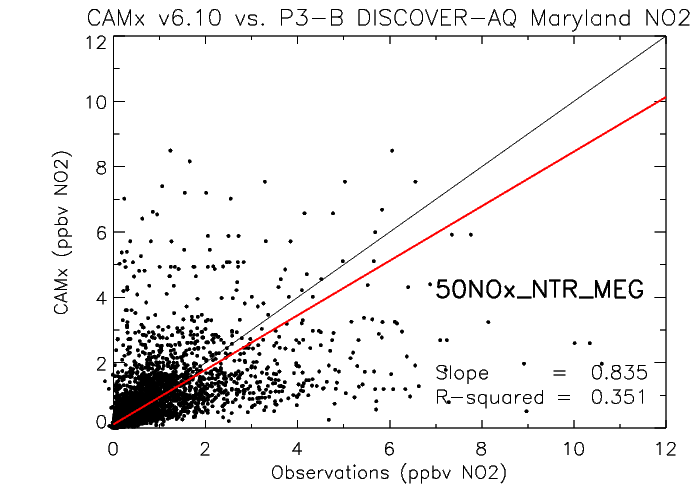 CAMx v6.10 vs. P3-B DISCOVER-AQ Maryland NO2
12
10
8
6
4
2
0
CAMx (ppbv NO2)
50NOx_NTR_MEG
Slope = 0.835
R-squared = 0.351
0 2 4 6 8 10 12
Observations (ppbv NO2)